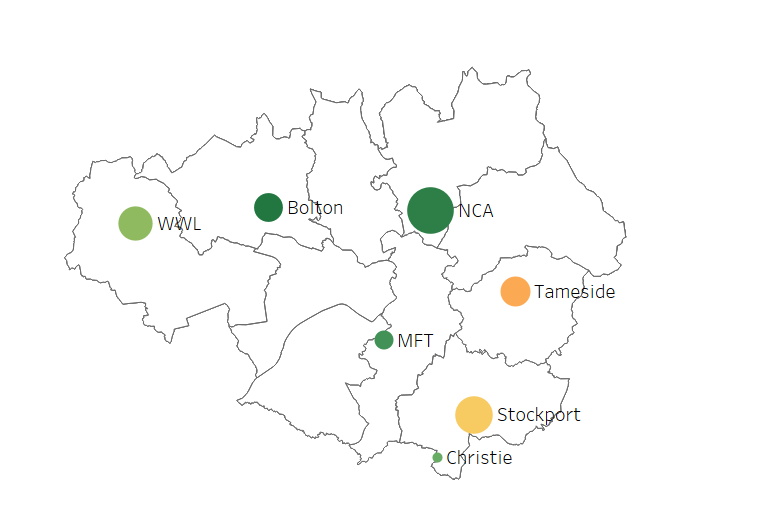 Bolton
NCA
WWL
Tameside
MFT
Stockport
Christie